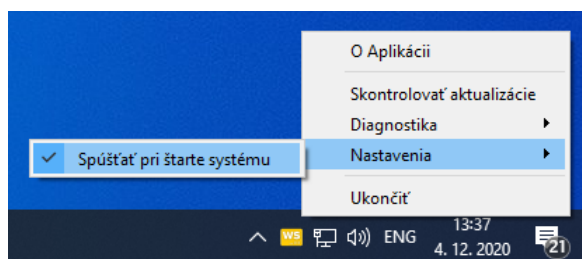 O Aplikácii
Skontrolovať aktualizácie
Diagnostika
Spúšťať pri štarte systému
Nastavenia
Ukončiť
WS
ENG
13:37
4. 12. 2020
21